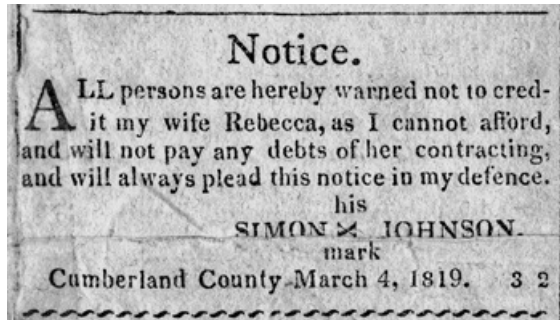 Notice.
ALL persons are hereby warned not to cred-
it my wife Rebecca, as I cannot afford,
and will not pay any debts of her contracting,
and will always plead this notice in my defence.
his
SIMON × JOHNSON.
mark
Cumberland County March 4, 1819. 3 2